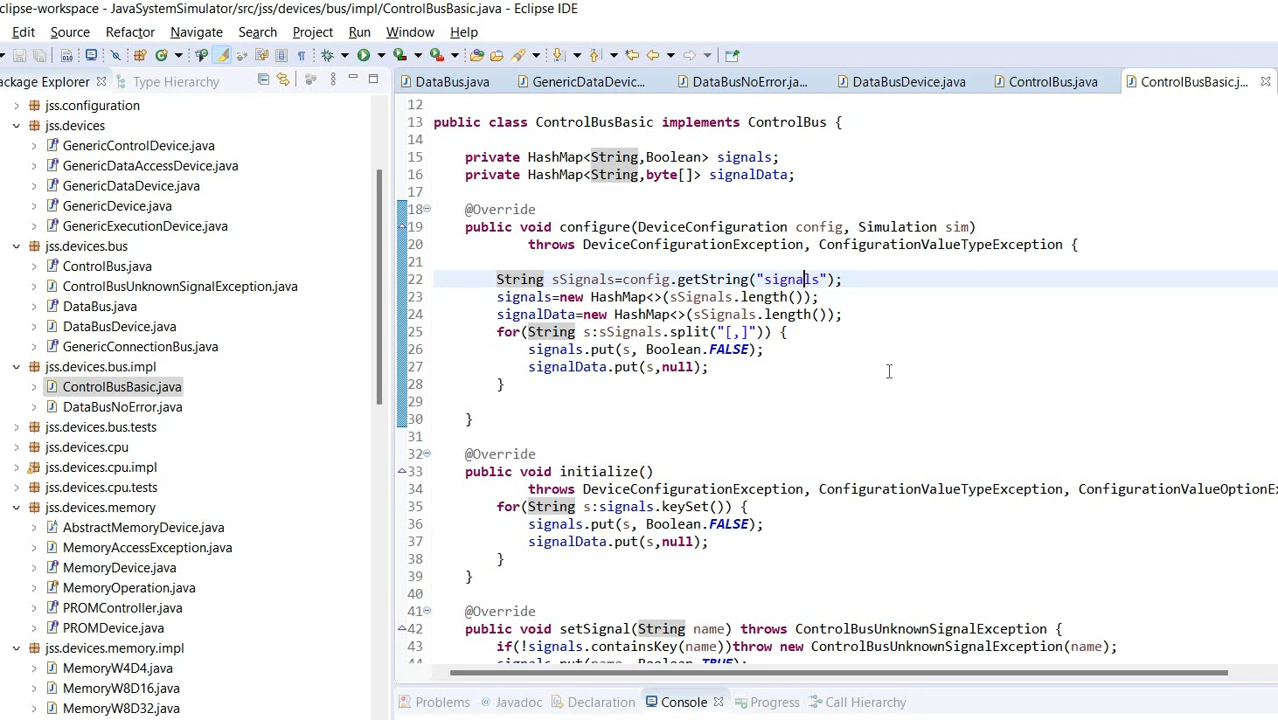 clipse-workspace - JavaSystemSimulator/src/jss/devices/bus/impl/ControlBusBasic.java - Eclipse IDE
Edit Source Refactor Navigate Search Project Run Window Help
ackage Explorer Type Hierarchy
DataBus.java GenericDataDevic... DataBusNoError.ja... DataBusDevice.java ControlBus.java ControlBusBasic.j...
jss.configuration
jss.devices
GenericControlDevice.java
GenericDataAccessDevice.java
GenericDataDevice.java
GenericDevice.java
GenericExecutionDevice.java
jss.devices.bus
ControlBus.java
ControlBusUnknownSignalException.java
DataBus.java
DataBusDevice.java
GenericConnectionBus.java
jss.devices.bus.impl
ControlBusBasic.java
DataBusNoError.java
jss.devices.bus.tests
jss.devices.cpu
jss.devices.cpu.impl
jss.devices.cpu.tests
jss.devices.memory
AbstractMemoryDevice.java
MemoryAccessException.java
MemoryDevice.java
MemoryOperation.java
PROMController.java
PROMDevice.java
jss.devices.memory.impl
MemoryW4D4.java
MemoryW8D16.java
MemoryW8D32.java
12
13 public class ControlBusBasic implements ControlBus {
14
15 private HashMap<String,Boolean> signals;
16 private HashMap<String,byte[]> signalData;
17
18 @Override
19 public void configure(DeviceConfiguration config, Simulation sim)
20 throws DeviceConfigurationException, ConfigurationValueTypeException {
21
22 String sSignals=config.getString("signals");
23 signals=new HashMap<>(sSignals.length());
24 signalData=new HashMap<>(sSignals.length());
25 for(String s:sSignals.split("[,]")) {
26 signals.put(s, Boolean.FALSE);
27 signalData.put(s,null);
28 }
29
30 }
31
32 @Override
33 public void initialize()
34 throws DeviceConfigurationException, ConfigurationValueTypeException, ConfigurationValueOptionE
35 for(String s:signals.keySet()) {
36 signals.put(s, Boolean.FALSE);
37 signalData.put(s,null);
38 }
39 }
40
41 @Override
42 public void setSignal(String name) throws ControlBusUnknownSignalException {
43 if(!signals.containsKey(name))throw new ControlBusUnknownSignalException(name);
44 signals.put(name, Boolean.TRUE);
Problems Javadoc Declaration Console Progress Call Hierarchy